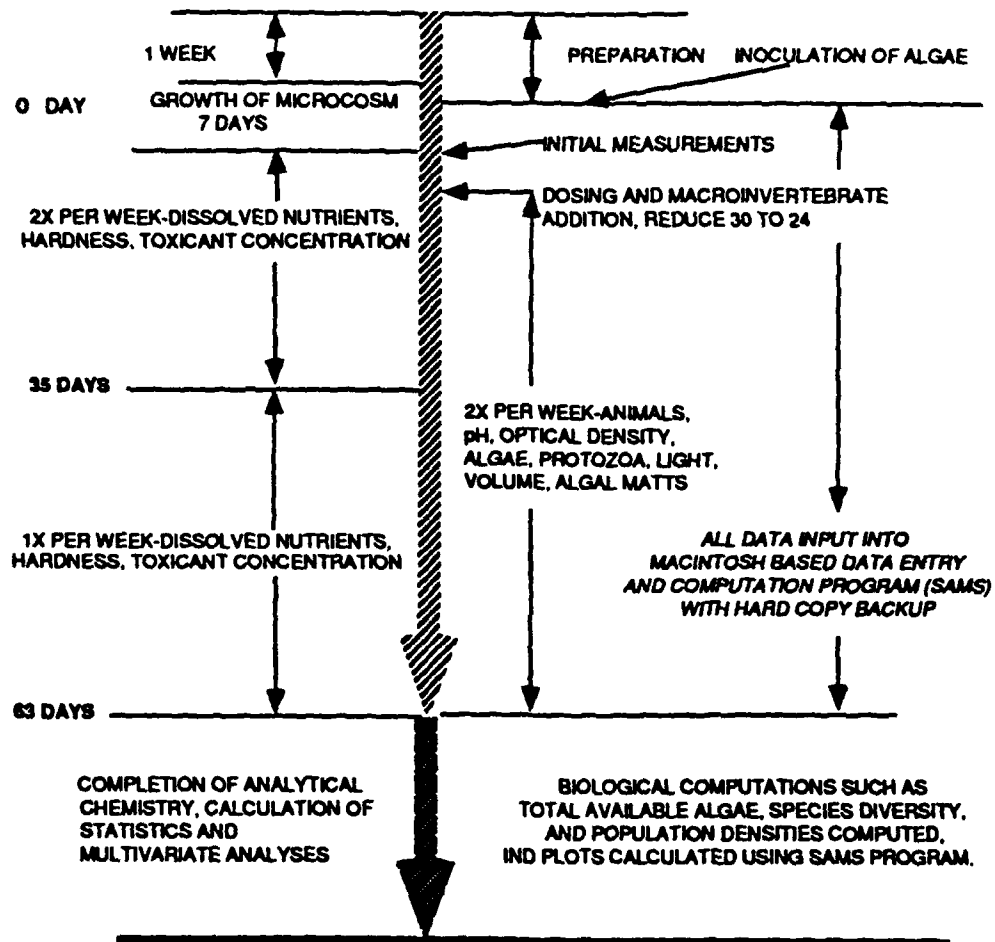 1 WEEK
PREPARATION
INOCULATION OF ALGAE
0 DAY
GROWTH OF MICROCOSM
7 DAYS
INITIAL MEASUREMENTS
DOSING AND MACROINVERTEBRATE
ADDITION, REDUCE 30 TO 24
2X PER WEEK-DISSOLVED NUTRIENTS,
HARDNESS, TOXICANT CONCENTRATION
35 DAYS
2X PER WEEK-ANIMALS,
pH, OPTICAL DENSITY,
ALGAE, PROTOZOA, LIGHT,
VOLUME, ALGAL MATTS
1X PER WEEK-DISSOLVED NUTRIENTS,
HARDNESS, TOXICANT CONCENTRATION
ALL DATA INPUT INTO
MACINTOSH BASED DATA ENTRY
AND COMPUTATION PROGRAM (SAMS)
WITH HARD COPY BACKUP
63 DAYS
COMPLETION OF ANALYTICAL
CHEMISTRY, CALCULATION OF
STATISTICS AND
MULTIVARIATE ANALYSES
BIOLOGICAL COMPUTATIONS SUCH AS
TOTAL AVAILABLE ALGAE, SPECIES DIVERSITY,
AND POPULATION DENSITIES COMPUTED,
IND PLOTS CALCULATED USING SAMS PROGRAM.